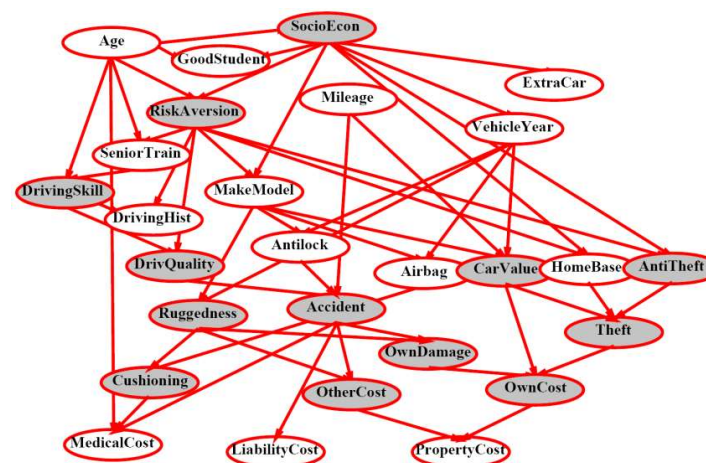 SocioEcon
Age
GoodStudent
ExtraCar
Mileage
RiskAversion
VehicleYear
SeniorTrain
DrivingSkill
MakeModel
DrivingHist
Antilock
DrivQuality
Airbag
CarValue
HomeBase
AntiTheft
Ruggedness
Accident
Theft
OwnDamage
Cushioning
OtherCost
OwnCost
MedicalCost
LiabilityCost
PropertyCost